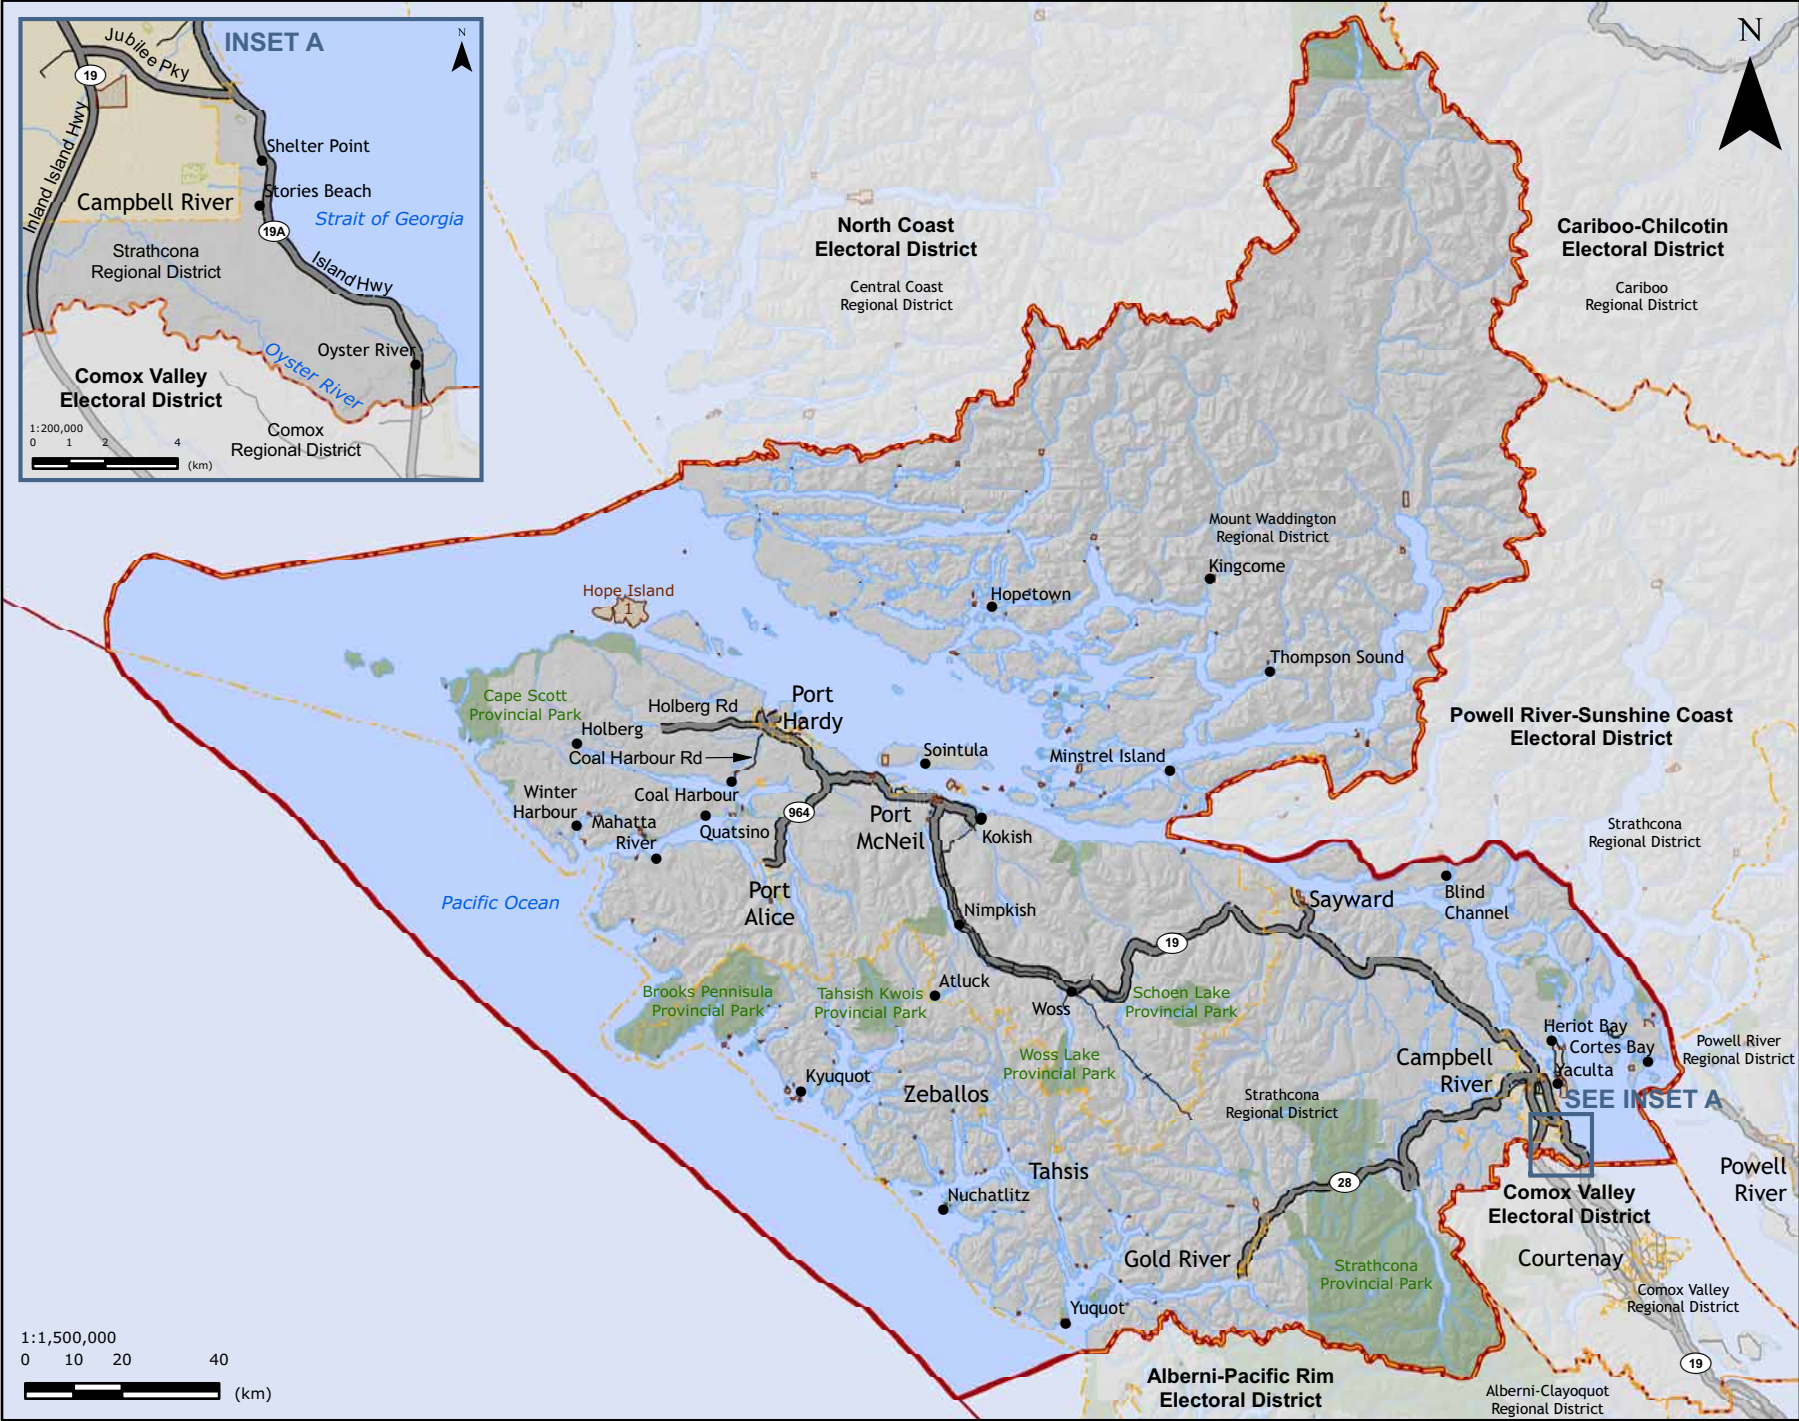 INSET A
N
Jubilee Pky
19
Inland Island Hwy
Shelter Point
Stories Beach
Campbell River
Strait of Georgia
19A
Strathcona
Regional District
Island Hwy
Oyster River
Oyster River
Comox Valley
Electoral District
Comox
Regional District
1:200,000
0 1 2 4
(km)
N
North Coast
Electoral District
Central Coast
Regional District
Cariboo-Chilcotin
Electoral District
Cariboo
Regional District
Mount Waddington
Regional District
Kingcome
Hopetown
Hope Island
1
Thompson Sound
Cape Scott
Provincial Park
Holberg Rd
Port
Hardy
Holberg
Coal Harbour Rd
Sointula
Minstrel Island
Powell River-Sunshine Coast
Electoral District
Winter
Harbour
Coal Harbour
964
Mahatta
River
Quatsino
Port
McNeil
Kokish
Strathcona
Regional District
Port
Alice
Pacific Ocean
Nimpkish
Sayward
Blind
Channel
19
Atluck
Woss
Brooks Pennisula
Provincial Park
Tahsish Kwois
Provincial Park
Schoen Lake
Provincial Park
Woss Lake
Provincial Park
Heriot Bay
Cortes Bay
Yaculta
Campbell
River
Powell River
Regional District
SEE INSET A
Kyuquot
Zeballos
Strathcona
Regional District
Tahsis
Nuchatlitz
28
Powell
River
Comox Valley
Electoral District
Gold River
Courtenay
Strathcona
Provincial Park
Comox Valley
Regional District
Yuquot
19
Alberni-Pacific Rim
Electoral District
Alberni-Clayoquot
Regional District
1:1,500,000
0 10 20 40
(km)